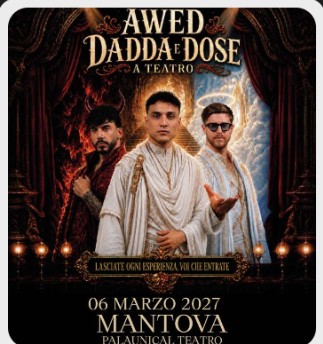 AWED
DADDA E DOSE
A TEATRO
LASCIATE OGNI ESPERIENZA, VOI CHE ENTRATE
06 MARZO 2027
MANTOVA
PALAUNICAL TEATRO